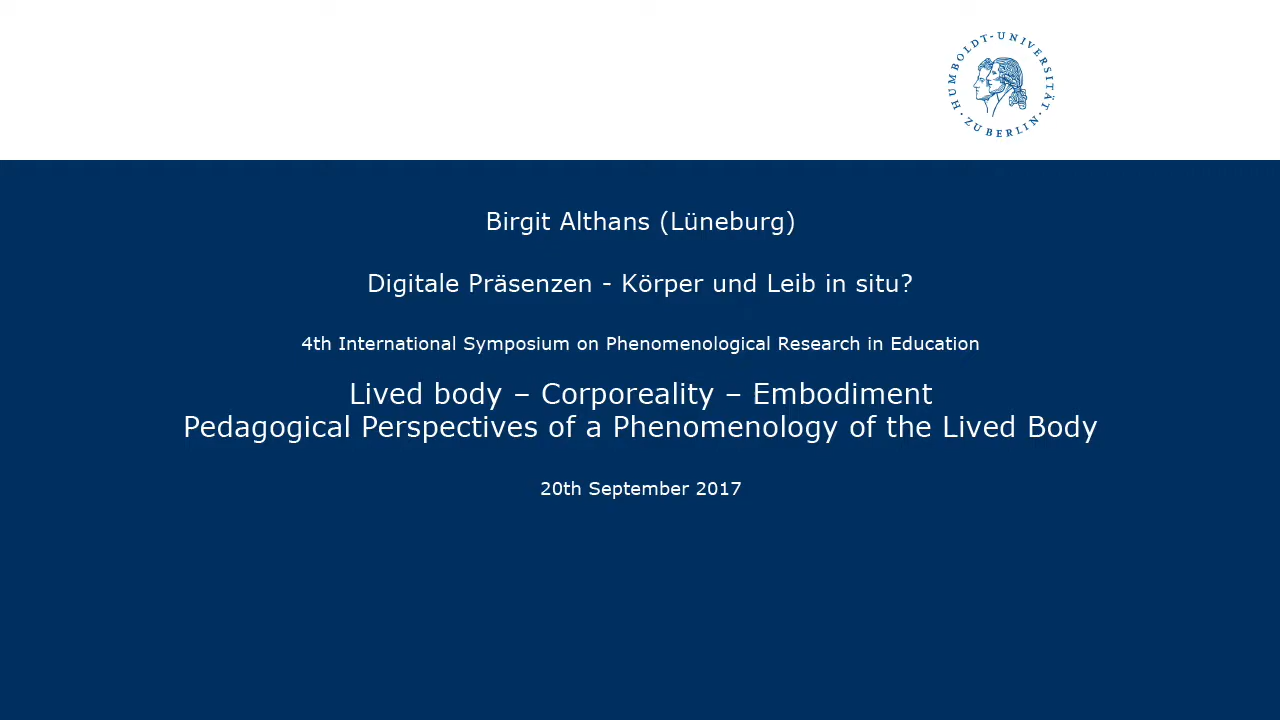 HUMBOLDT-UNIVERSITÄT
· ZU BERLIN ·
Birgit Althans (Lüneburg)
Digitale Präsenzen - Körper und Leib in situ?
4th International Symposium on Phenomenological Research in Education
Lived body – Corporeality – Embodiment
Pedagogical Perspectives of a Phenomenology of the Lived Body
20th September 2017